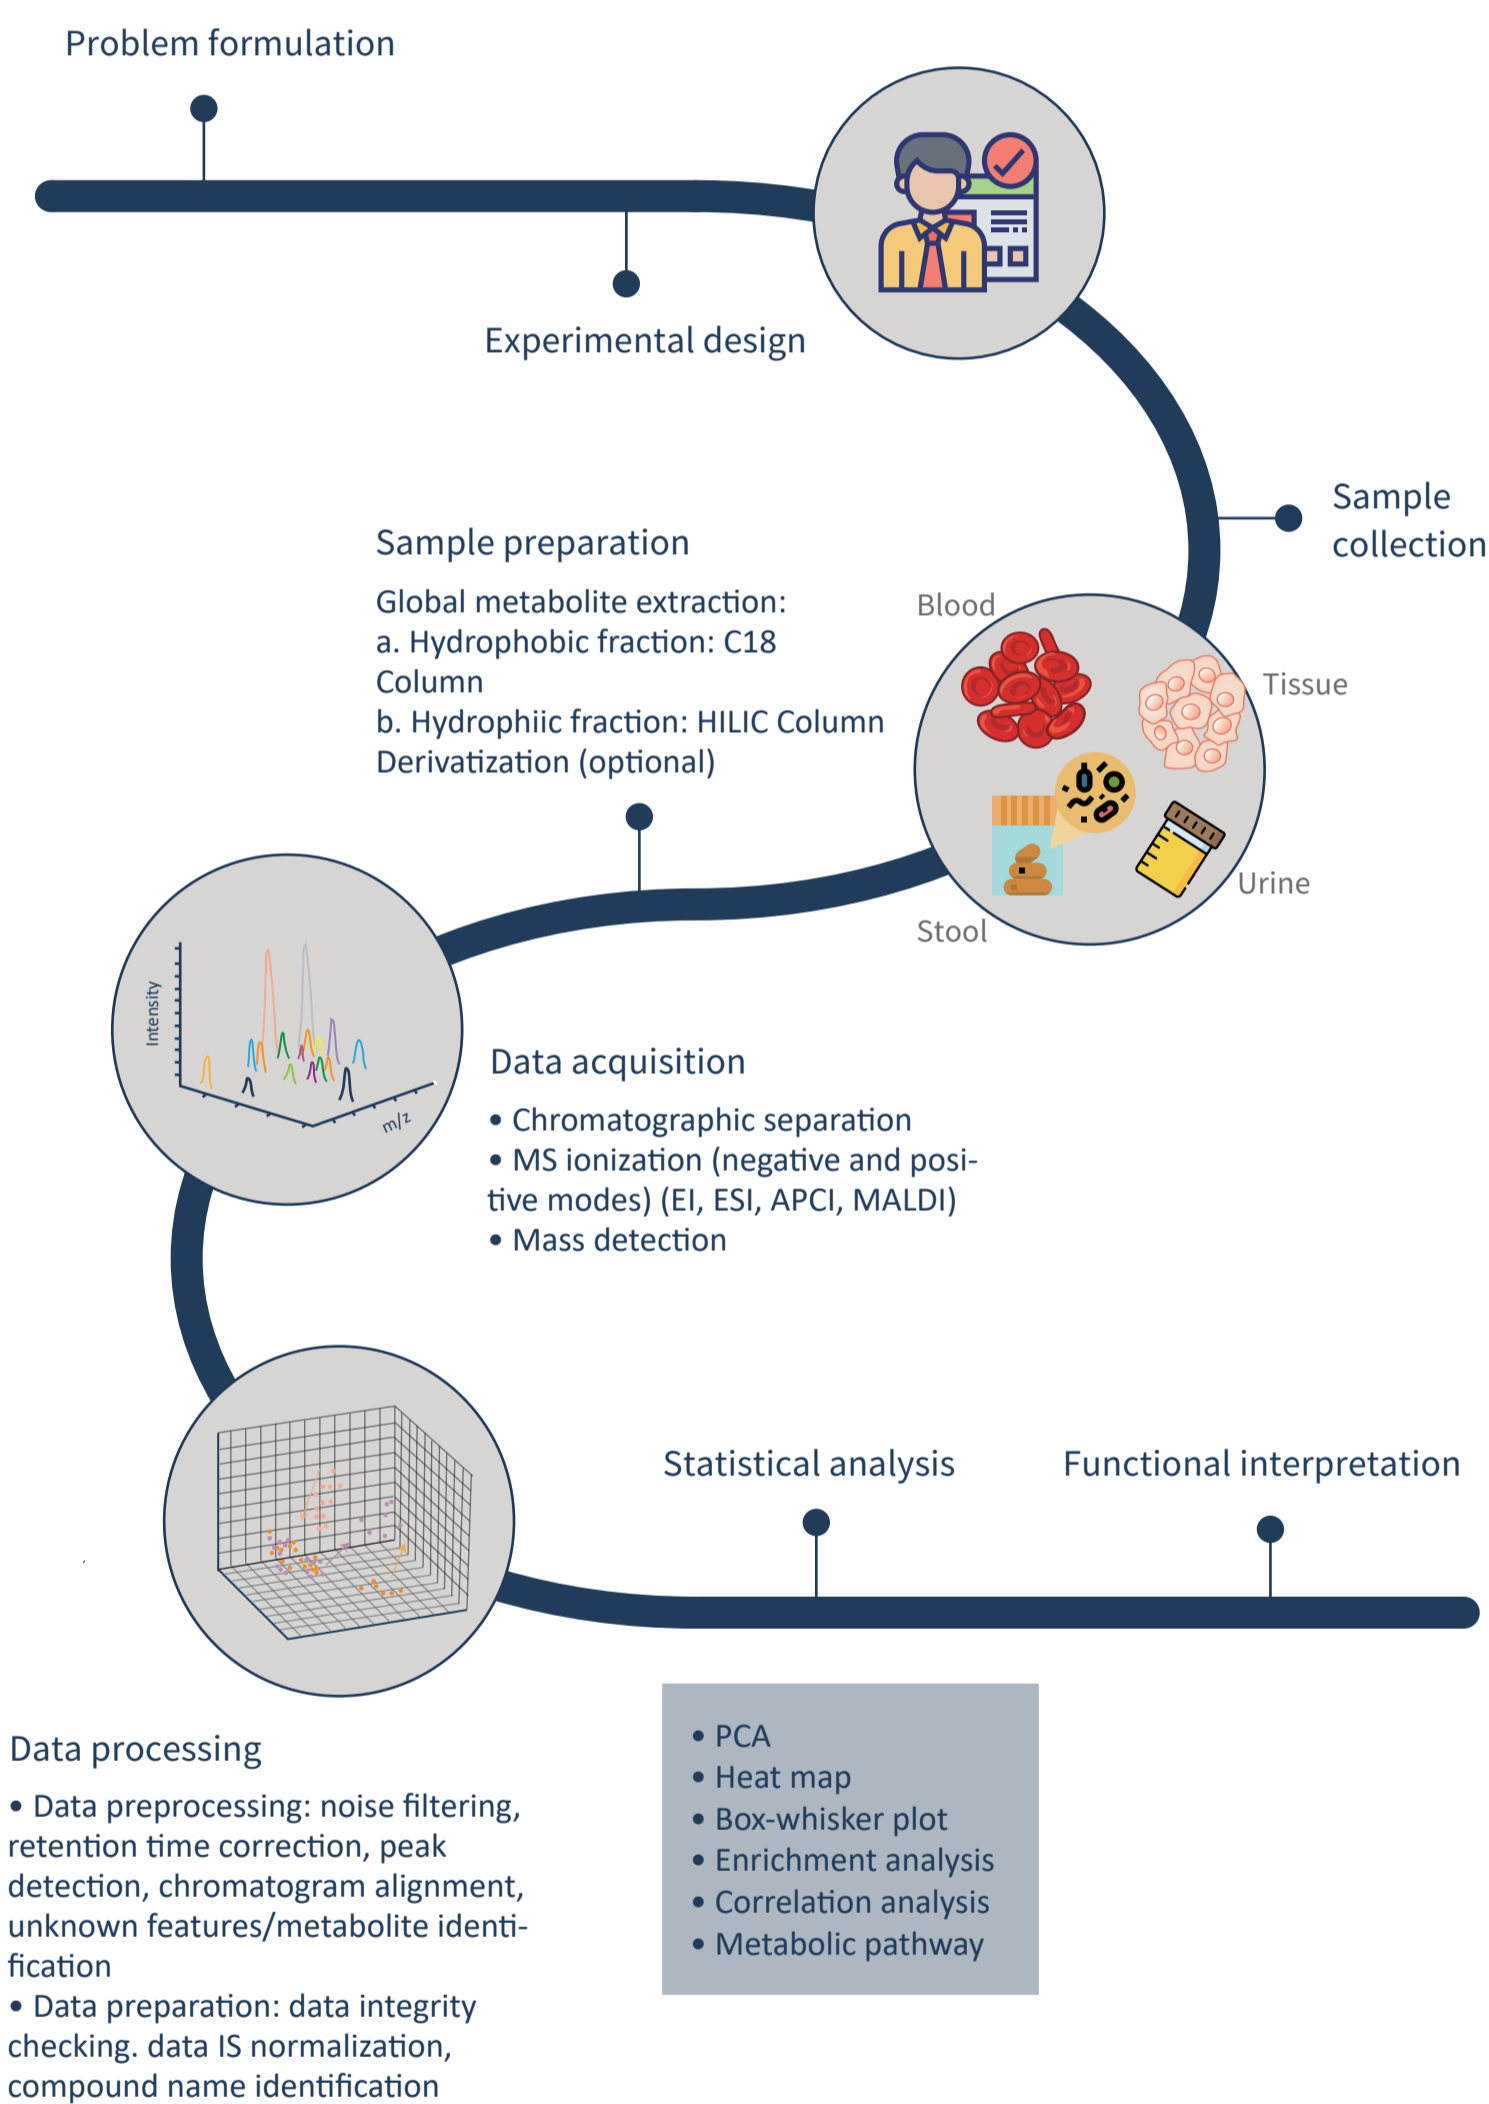 Problem formulation
Experimental design
Sample
collection
Sample preparation
Global metabolite extraction:
a. Hydrophobic fraction: C18
Column
b. Hydrophiic fraction: HILIC Column
Derivatization (optional)
Blood
Tissue
Urine
Stool
Intensity
m/z
Data acquisition
• Chromatographic separation
• MS ionization (negative and posi-
tive modes) (EI, ESI, APCI, MALDI)
• Mass detection
Statistical analysis
Functional interpretation
• PCA
• Heat map
• Box-whisker plot
• Enrichment analysis
• Correlation analysis
• Metabolic pathway
Data processing
• Data preprocessing: noise filtering,
retention time correction, peak
detection, chromatogram alignment,
unknown features/metabolite identi-
fication
• Data preparation: data integrity
checking. data IS normalization,
compound name identification